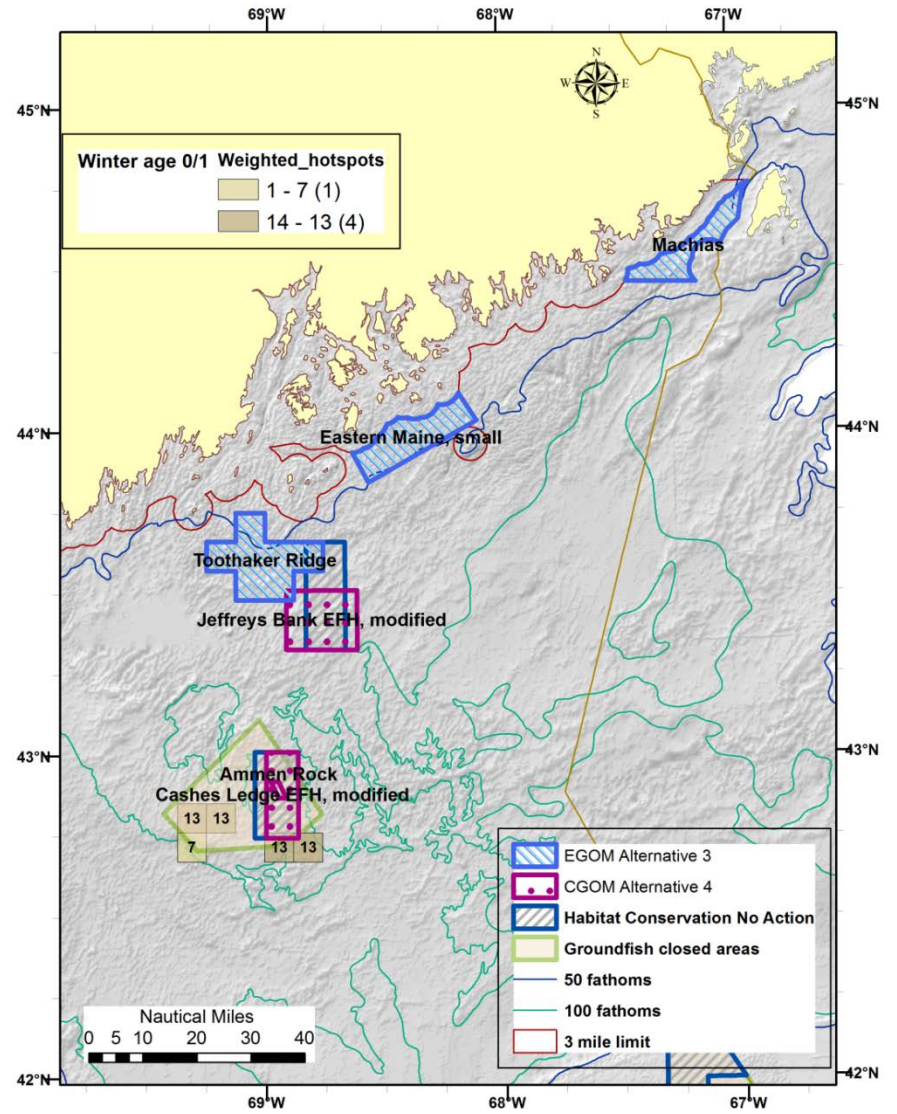 69°W 68°W 67°W
N
W E
S
45°N 45°N
Winter age 0/1 Weighted_hotspots
1 - 7 (1)
14 - 13 (4)
Machias
44°N 44°N
Eastern Maine, small
Toothaker Ridge
Jeffreys Bank EFH, modified
43°N 43°N
Ammen Rock
Cashes Ledge EFH, modified
13 13
7 13 13
EGOM Alternative 3
CGOM Alternative 4
Habitat Conservation No Action
Groundfish closed areas
50 fathoms
100 fathoms
3 mile limit
Nautical Miles
0 5 10 20 30 40
42°N 42°N
69°W 68°W 67°W